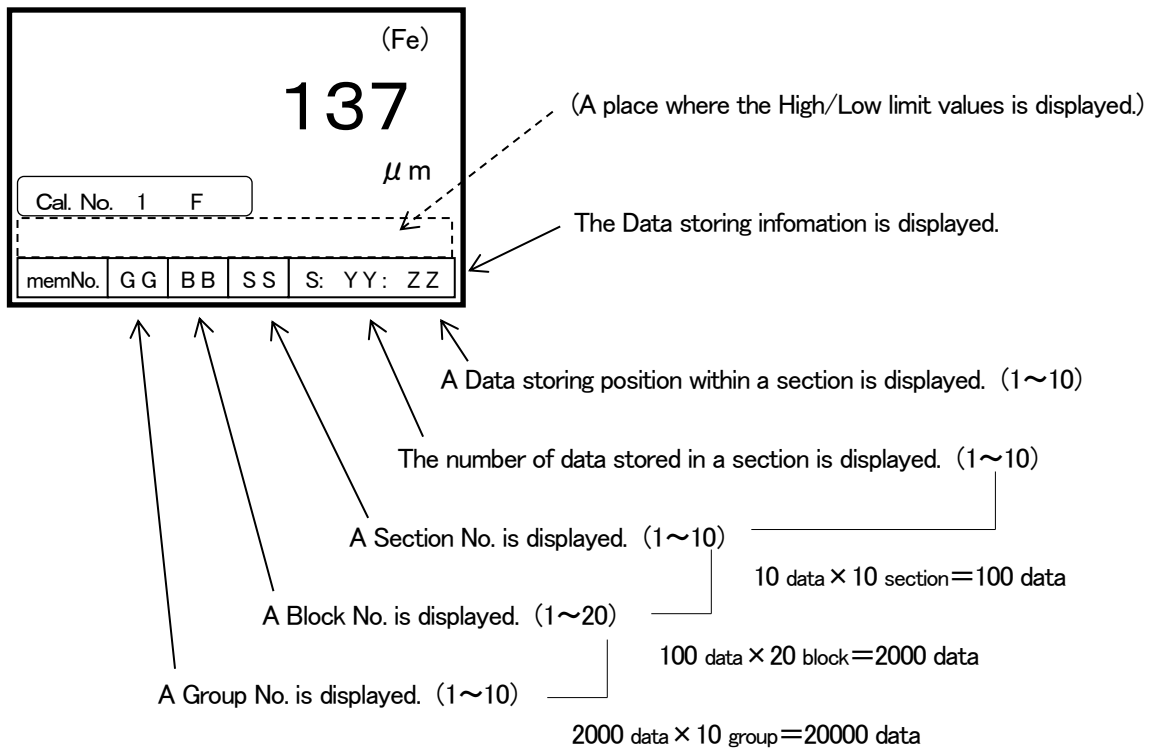 (Fe)
137
(A place where the High/Low limit values is displayed.)
μm
Cal. No. 1 F
The Data storing infomation is displayed.
memNo. GG BB SS S: YY: ZZ
A Data storing position within a section is displayed. (1～10)
The number of data stored in a section is displayed. (1～10)
A Section No. is displayed. (1～10)
10 data×10 section＝100 data
A Block No. is displayed. (1～20)
100 data×20 block＝2000 data
A Group No. is displayed. (1～10)
2000 data×10 group＝20000 data